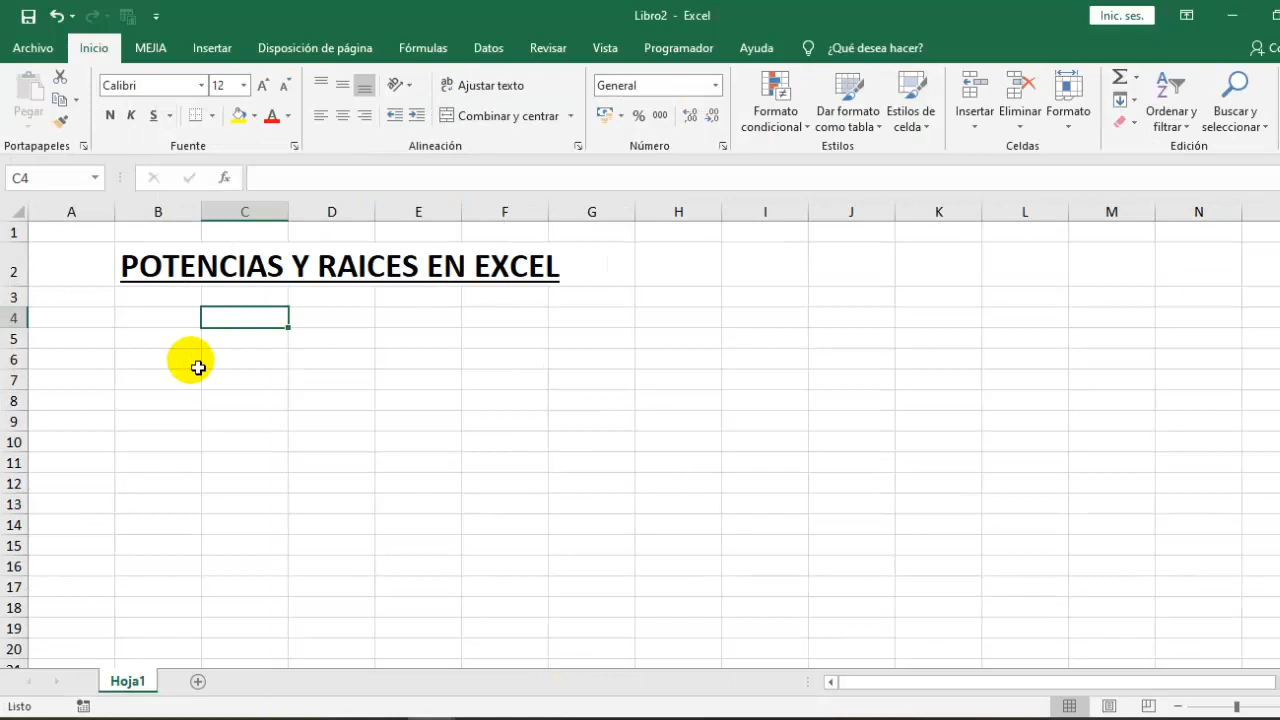 Libro2 - Excel
Inic. ses.
Archivo Inicio MEJIA Insertar Disposición de página Fórmulas Datos Revisar Vista Programador Ayuda ¿Qué desea hacer?
Pegar
Calibri 12
N K S
Ajustar texto
Combinar y centrar
General
% 000
Formato condicional
Dar formato como tabla
Estilos de celda
Insertar Eliminar Formato
Ordenar y filtrar
Buscar y seleccionar
Portapapeles Fuente Alineación Número Estilos Celdas Edición
C4 fx
A B C D E F G H I J K L M N
1
2 POTENCIAS Y RAICES EN EXCEL
3
4
5
6
7
8
9
10
11
12
13
14
15
16
17
18
19
20
Hoja1
Listo